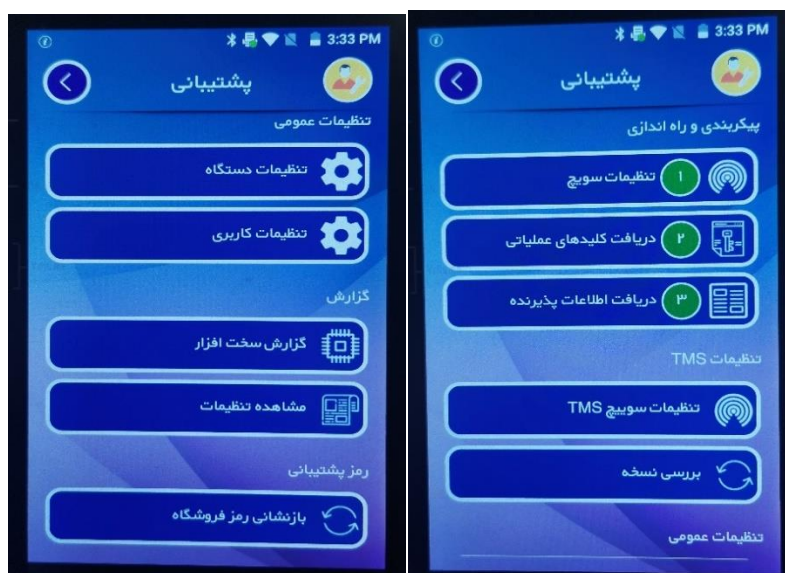 3:33 PM
پشتیبانی
پیکربندی و راه اندازی
۱ تنظیمات سویچ
۲ دریافت کلیدهای عملیاتی
۳ دریافت اطلاعات پذیرنده
تنظیمات TMS
تنظیمات سوییچ TMS
بررسی نسخه
تنظیمات عمومی
3:33 PM
پشتیبانی
تنظیمات عمومی
تنظیمات دستگاه
تنظیمات کاربری
گزارش
گزارش سخت افزار
مشاهده تنظیمات
رمز پشتیبانی
بازنشانی رمز فروشگاه